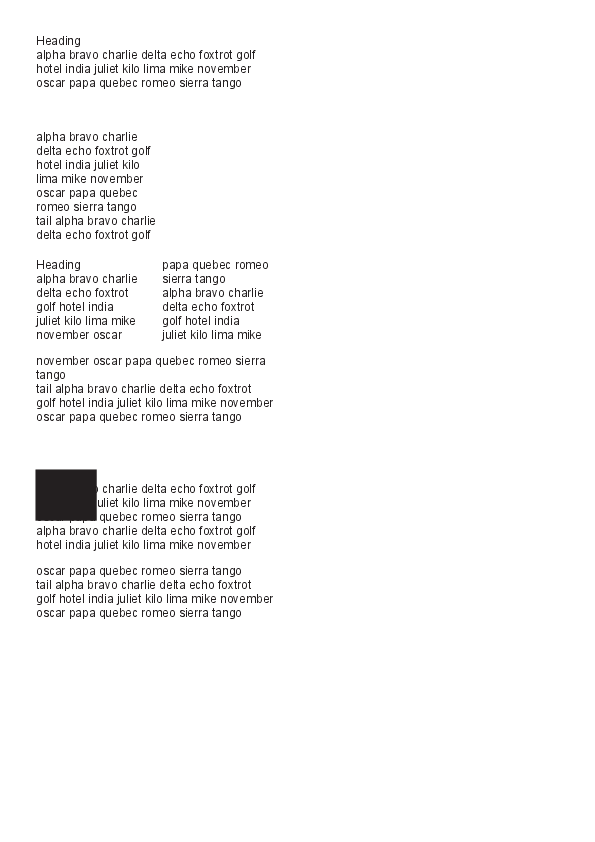 Heading
alpha bravo charlie delta echo foxtrot golf
hotel india juliet kilo lima mike november
oscar papa quebec romeo sierra tango
alpha bravo charlie
delta echo foxtrot golf
hotel india juliet kilo
lima mike november
oscar papa quebec
romeo sierra tango
tail alpha bravo charlie
delta echo foxtrot golf
Heading
alpha bravo charlie
delta echo foxtrot
golf hotel india
juliet kilo lima mike
november oscar
papa quebec romeo
sierra tango
alpha bravo charlie
delta echo foxtrot
golf hotel india
juliet kilo lima mike
november oscar papa quebec romeo sierra
tango
tail alpha bravo charlie delta echo foxtrot
golf hotel india juliet kilo lima mike november
oscar papa quebec romeo sierra tango
charlie delta echo foxtrot golf
kilo lima mike november
quebec romeo sierra tango
alpha bravo charlie delta echo foxtrot golf
hotel india juliet kilo lima mike november
oscar papa quebec romeo sierra tango
tail alpha bravo charlie delta echo foxtrot
golf hotel india juliet kilo lima mike november
oscar papa quebec romeo sierra tango